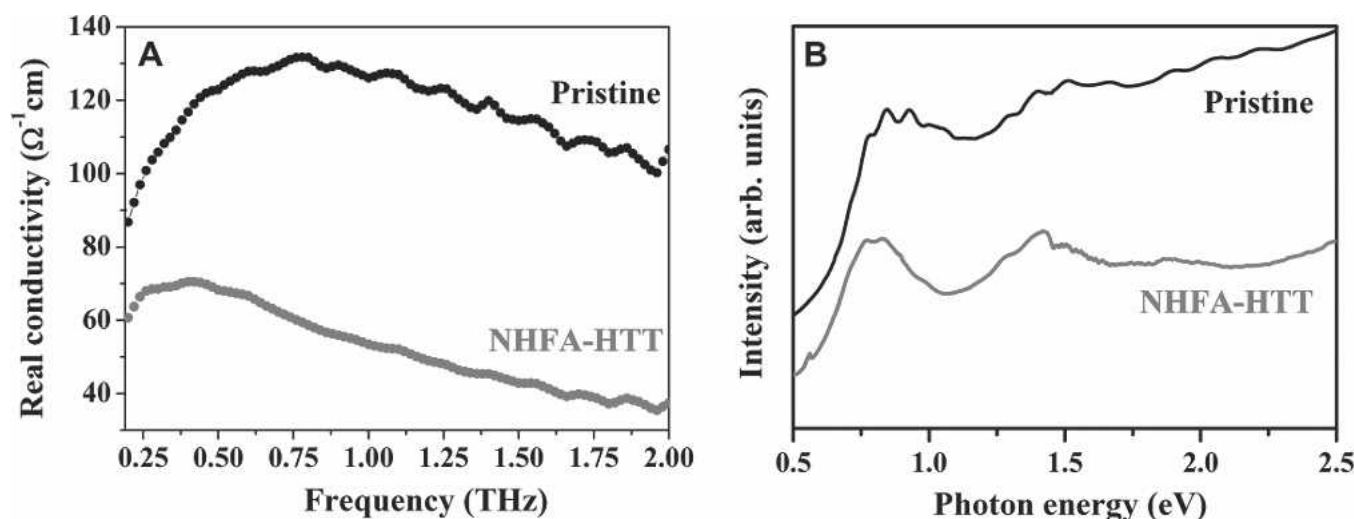 A
Pristine
NHFA-HTT
Real conductivity (Ω⁻¹cm)
140
120
100
80
60
40
0.25 0.50 0.75 1.00 1.25 1.50 1.75 2.00
Frequency (THz)
B
Pristine
NHFA-HTT
Intensity (arb. units)
0.5 1.0 1.5 2.0 2.5
Photon energy (eV)